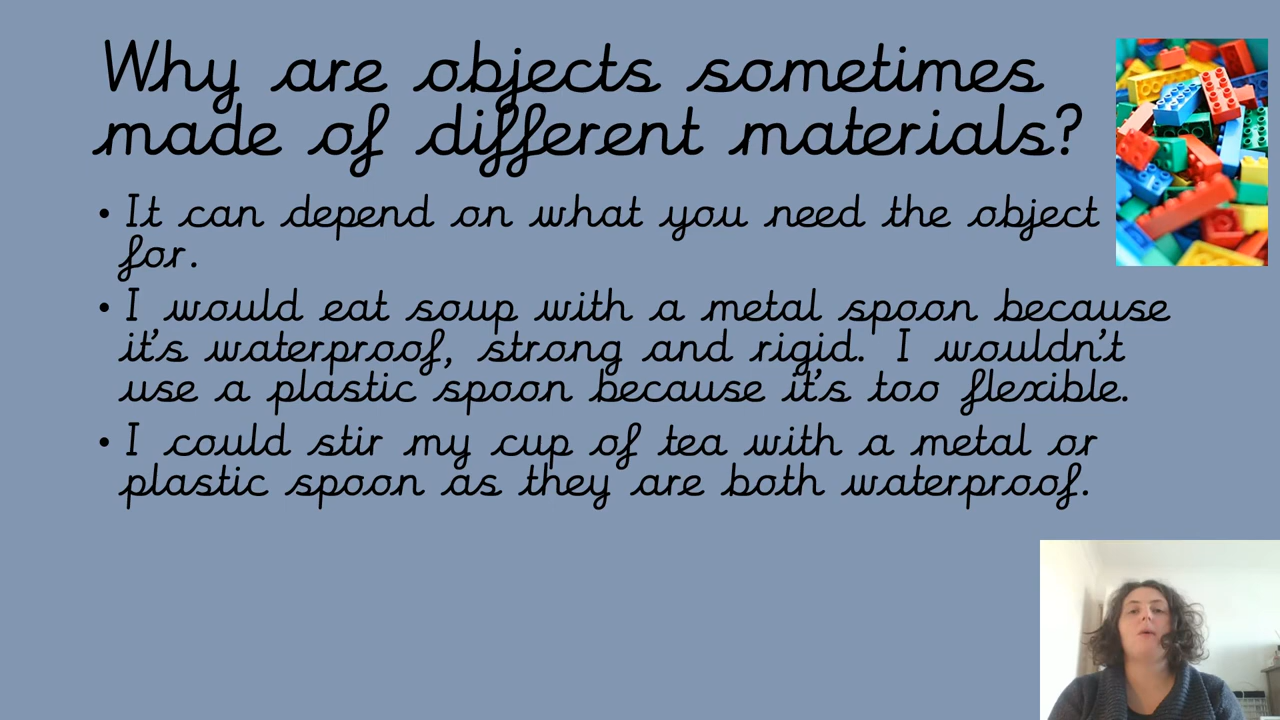 Why are objects sometimes
made of different materials?
• It can depend on what you need the object
for.
• I would eat soup with a metal spoon because
it's waterproof, strong and rigid. I wouldn't
use a plastic spoon because it's too flexible.
• I could stir my cup of tea with a metal or
plastic spoon as they are both waterproof.